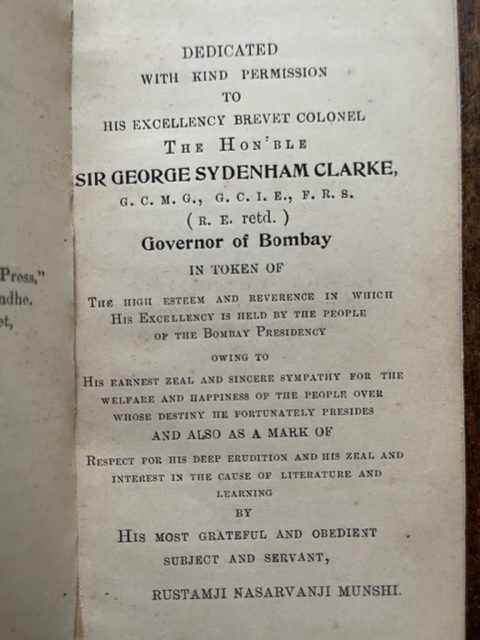 DEDICATED
WITH KIND PERMISSION
TO
HIS EXCELLENCY BREVET COLONEL
THE HON'BLE
SIR GEORGE SYDENHAM CLARKE,
G. C. M. G., G. C. I. E., F. R. S.
( R. E. retd. )
Governor of Bombay
IN TOKEN OF
THE HIGH ESTEEM AND REVERENCE IN WHICH
HIS EXCELLENCY IS HELD BY THE PEOPLE
OF THE BOMBAY PRESIDENCY
OWING TO
HIS EARNEST ZEAL AND SINCERE SYMPATHY FOR THE
WELFARE AND HAPPINESS OF THE PEOPLE OVER
WHOSE DESTINY HE FORTUNATELY PRESIDES
AND ALSO AS A MARK OF
RESPECT FOR HIS DEEP ERUDITION AND HIS ZEAL AND
INTEREST IN THE CAUSE OF LITERATURE AND
LEARNING
BY
HIS MOST GRATEFUL AND OBEDIENT
SUBJECT AND SERVANT,
RUSTAMJI NASARVANJI MUNSHI.
Press,"